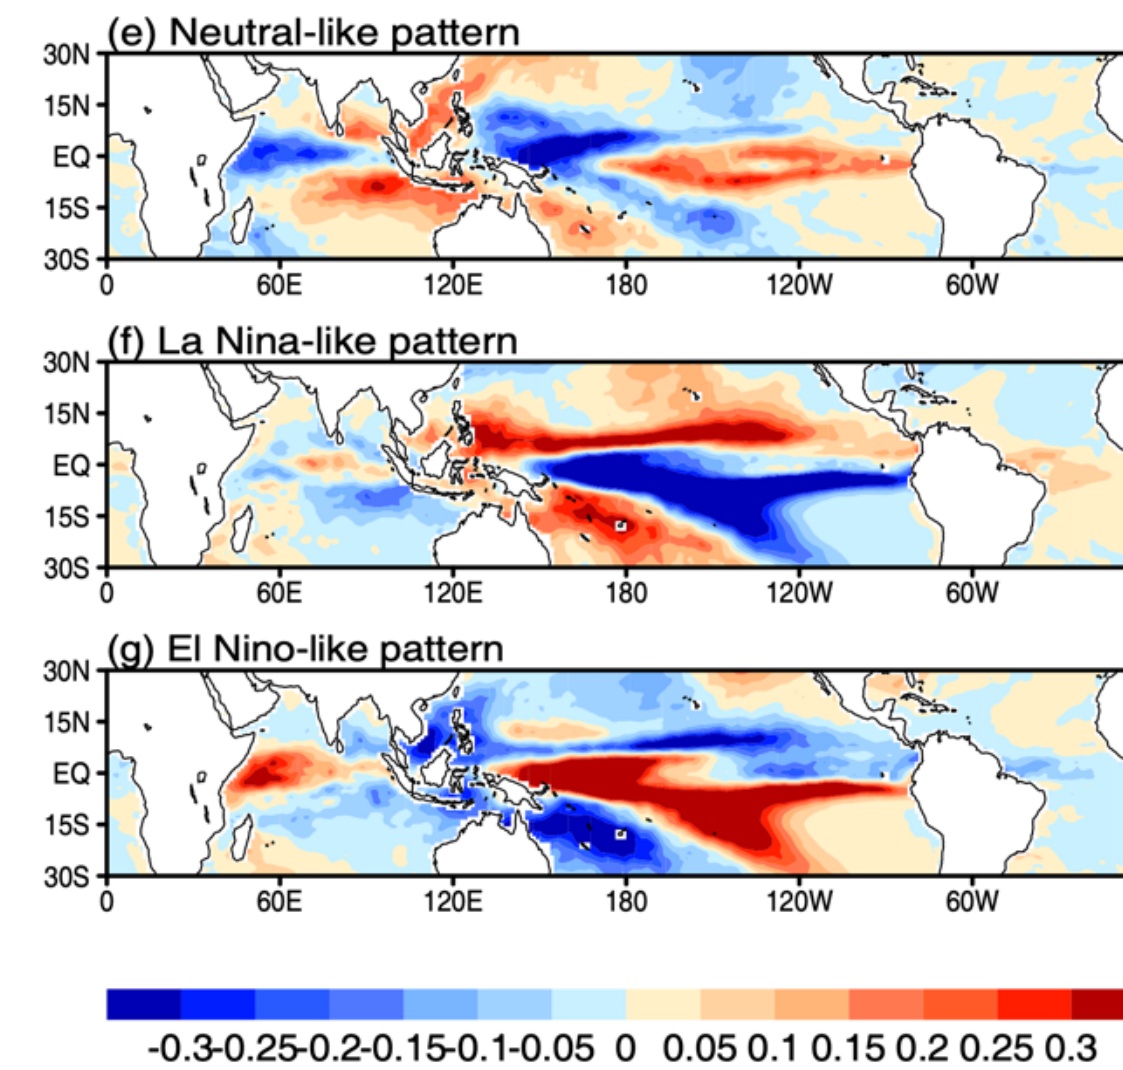 (e) Neutral-like pattern
30N
15N
EQ
15S
30S
0 60E 120E 180 120W 60W
(f) La Nina-like pattern
30N
15N
EQ
15S
30S
0 60E 120E 180 120W 60W
(g) El Nino-like pattern
30N
15N
EQ
15S
30S
0 60E 120E 180 120W 60W
-0.3-0.25-0.2-0.15-0.1-0.05 0 0.05 0.1 0.15 0.2 0.25 0.3